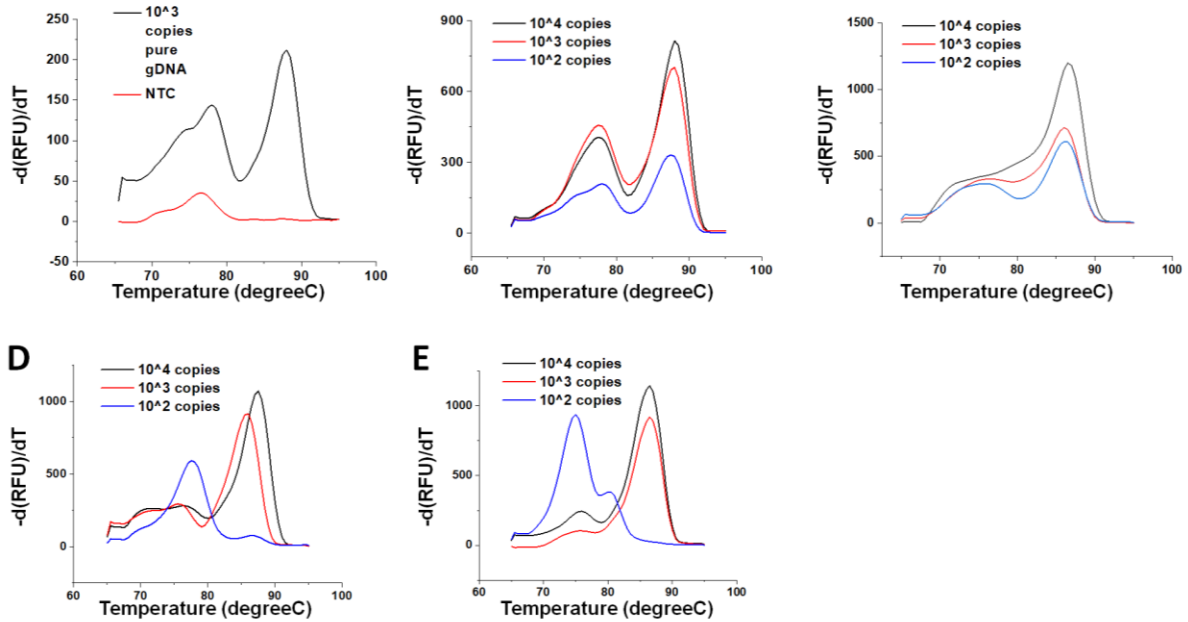 10^3
copies
pure
gDNA
NTC
-d(RFU)/dT
250
200
150
100
50
0
-50
60
70
80
90
100
Temperature (degreeC)
10^4 copies
10^3 copies
10^2 copies
-d(RFU)/dT
900
600
300
0
60
70
80
90
100
Temperature (degreeC)
10^4 copies
10^3 copies
10^2 copies
-d(RFU)/dT
1500
1000
500
0
70
80
90
100
Temperature (degreeC)
D
10^4 copies
10^3 copies
10^2 copies
-d(RFU)/dT
1000
500
0
60
70
80
90
100
Temperature (degreeC)
E
10^4 copies
10^3 copies
10^2 copies
-d(RFU)/dT
1000
500
0
60
70
80
90
100
Temperature (degreeC)